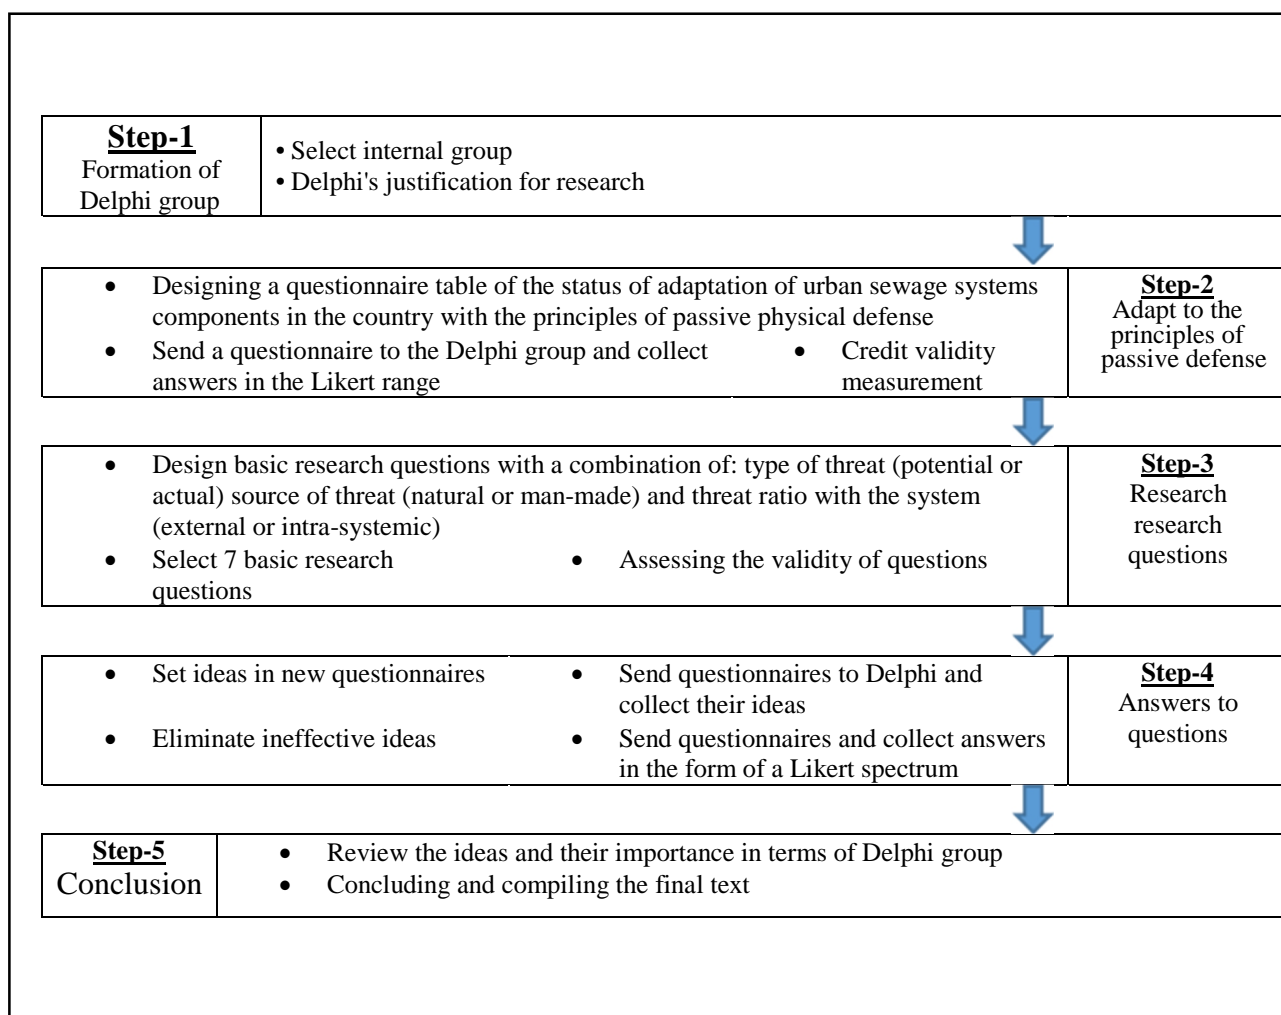 Step-1
Formation of
Delphi group
• Select internal group
• Delphi's justification for research
• Designing a questionnaire table of the status of adaptation of urban sewage systems
components in the country with the principles of passive physical defense
• Send a questionnaire to the Delphi group and collect
answers in the Likert range
• Credit validity
measurement
Step-2
Adapt to the
principles of
passive defense
• Design basic research questions with a combination of: type of threat (potential or
actual) source of threat (natural or man-made) and threat ratio with the system
(external or intra-systemic)
• Select 7 basic research
questions
• Assessing the validity of questions
Step-3
Research
research
questions
• Set ideas in new questionnaires
• Send questionnaires to Delphi and
collect their ideas
• Eliminate ineffective ideas
• Send questionnaires and collect answers
in the form of a Likert spectrum
Step-4
Answers to
questions
Step-5
Conclusion
• Review the ideas and their importance in terms of Delphi group
• Concluding and compiling the final text